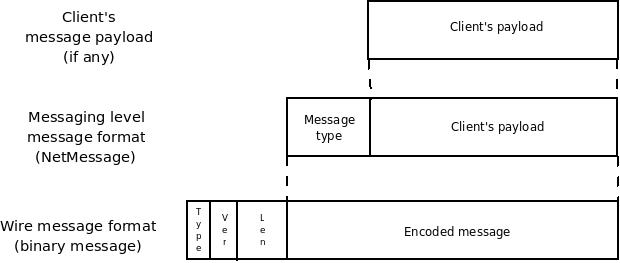 Client's
message payload
(if any)
Client's payload
Messaging level
message format
(NetMessage)
Message
type
Client's payload
Wire message format
(binary message)
Type
Ver
Len
Encoded message